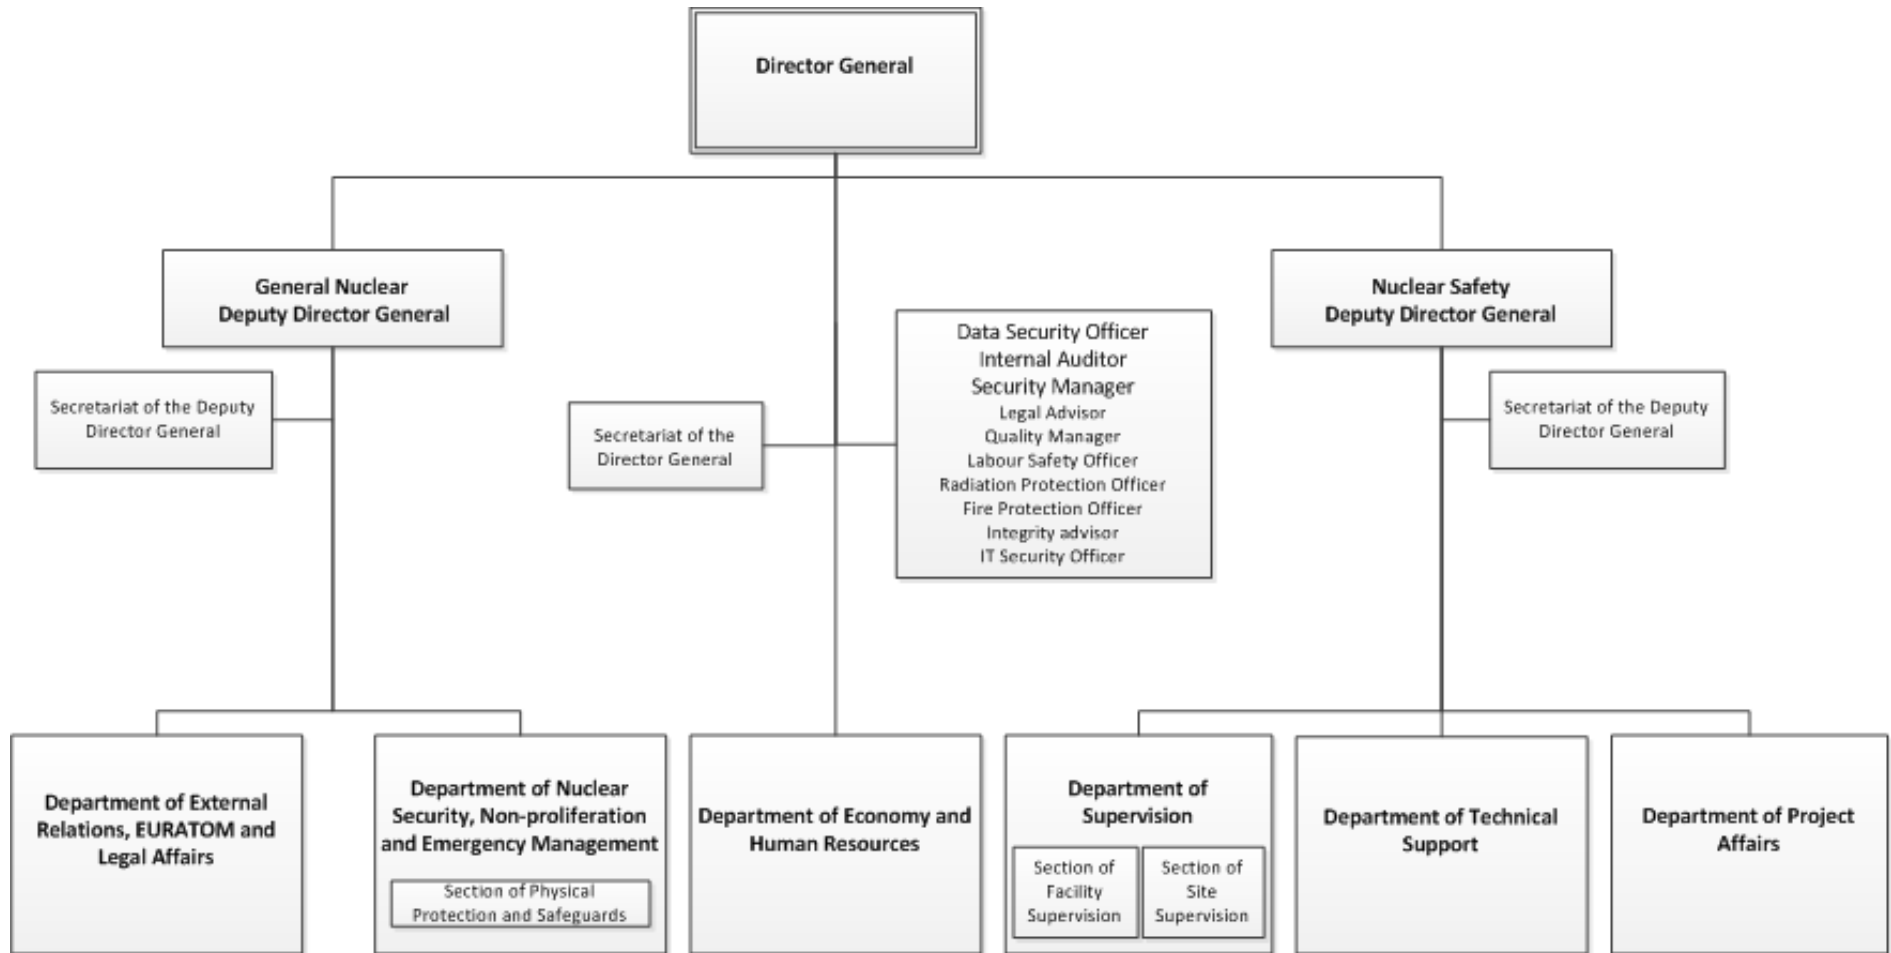 Director General
General Nuclear
Deputy Director General
Nuclear Safety
Deputy Director General
Secretariat of the Deputy
Director General
Secretariat of the
Director General
Data Security Officer
Internal Auditor
Security Manager
Legal Advisor
Quality Manager
Labour Safety Officer
Radiation Protection Officer
Fire Protection Officer
Integrity advisor
IT Security Officer
Secretariat of the Deputy
Director General
Department of External
Relations, EURATOM and
Legal Affairs
Department of Nuclear
Security, Non-proliferation
and Emergency Management
Section of Physical
Protection and Safeguards
Department of Economy and
Human Resources
Department of
Supervision
Section of
Facility
Supervision
Section of
Site
Supervision
Department of Technical
Support
Department of Project
Affairs